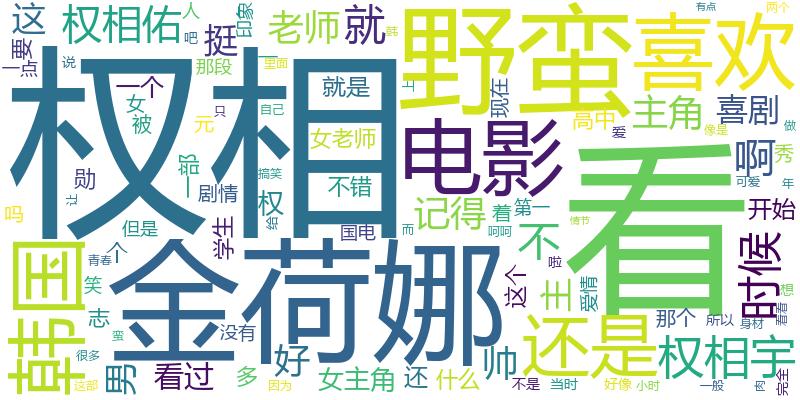 这
权相佑
人
吧
印象
老师
就
韩
野蛮
喜欢
有点
两个
要
挺
一点
说
那段
里面
上
一个
就是
现在
高中
主角
喜剧
权相
女
被
元
只
自己
女老师
电影
爱
像是
啊
做
秀
看
勋
一部
搞笑
不错
剧情
权
可爱
年
让
吗
但是
给
国电
而
记得
着
第一
开始
学生
情节
呵呵
不
韩国
个
青春
金荷娜
啦
这个
爱情
时候
笑
主
想
志
蛮
没有
那个
所以
身材
看看
还是
权相宇
很多
好
帅
男
看过
多
女主角
还
什么
这部
因为
不是
当时
好像
小时
一般
肉
完全